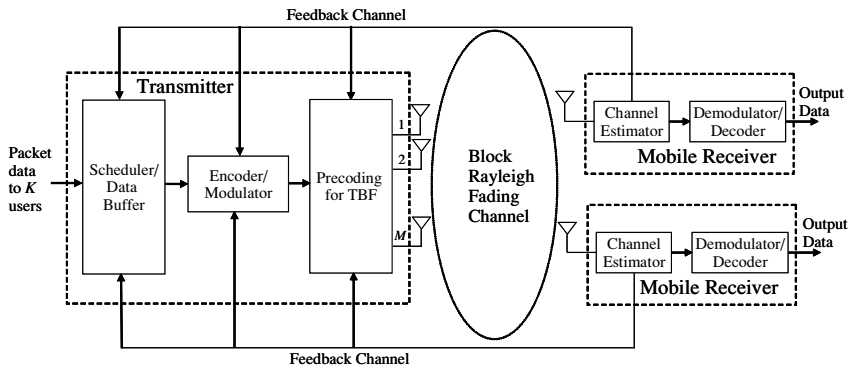 Feedback Channel
Transmitter
Packet
data
to K
users
Scheduler/
Data
Buffer
Encoder/
Modulator
Precoding
for TBF
1
2
M
Block
Rayleigh
Fading
Channel
Channel
Estimator
Demodulator/
Decoder
Mobile Receiver
Output
Data
Channel
Estimator
Demodulator/
Decoder
Mobile Receiver
Output
Data
Feedback Channel